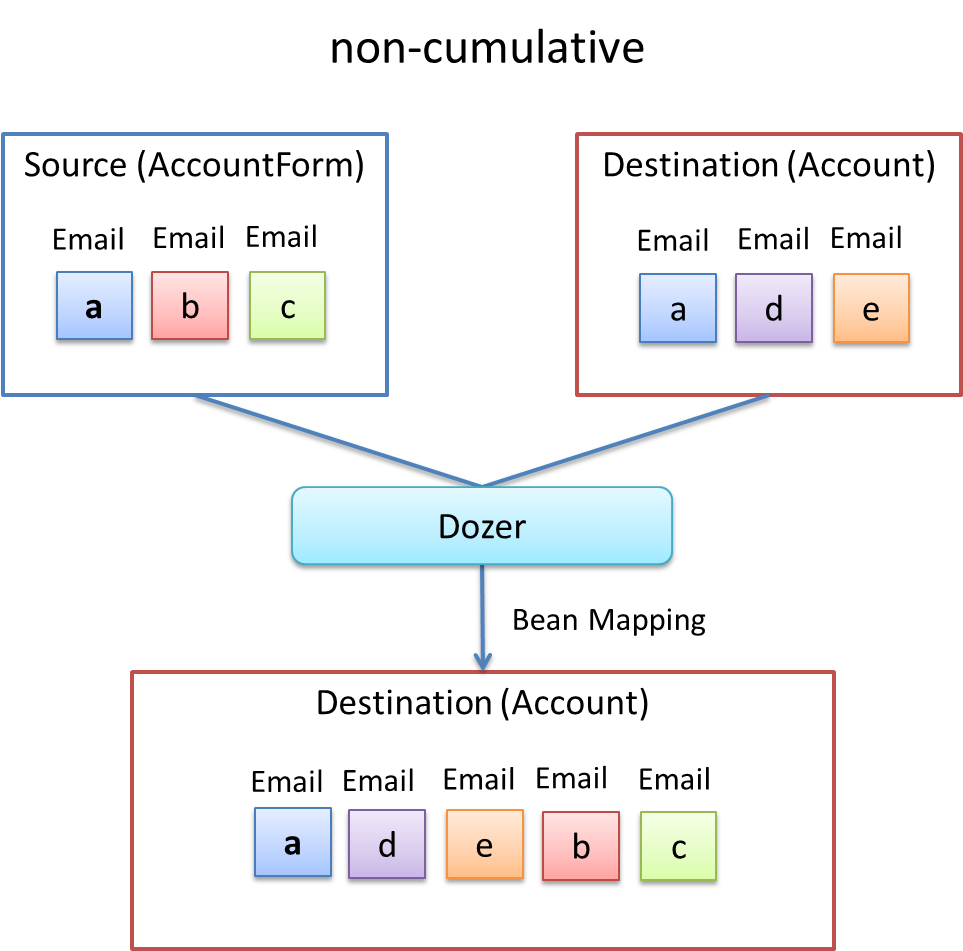 non-cumulative
Source (AccountForm)
Email Email Email
a b c
Destination (Account)
Email Email Email
a d e
Dozer
Bean Mapping
Destination (Account)
Email Email Email Email Email
a d e b c